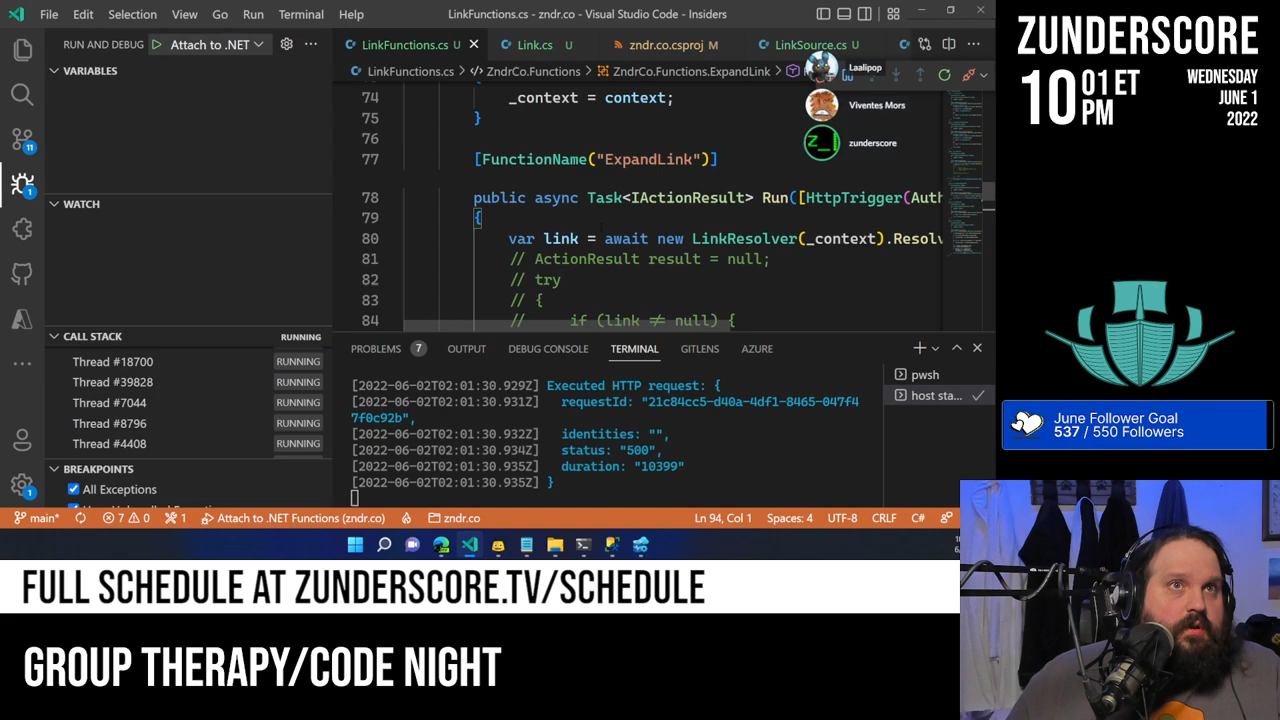 File Edit Selection View Go Run Terminal Help
LinkFunctions.cs - zndr.co - Visual Studio Code - Insiders
RUN AND DEBUG Attach to .NET
LinkFunctions.cs U
Link.cs U
zndr.co.csproj M
LinkSource.cs U
LinkFunctions.cs > ZndrCo.Functions > ZndrCo.Functions.ExpandLink >
VARIABLES
WATCH
CALL STACK RUNNING
Thread #18700 RUNNING
Thread #39828 RUNNING
Thread #7044 RUNNING
Thread #8796 RUNNING
Thread #4408 RUNNING
BREAKPOINTS
All Exceptions
11
1
1
74 _context = context;
75 }
76
77 [FunctionName("ExpandLink")]
78 public async Task<IActionResult> Run([HttpTrigger(Auth
79 {
80 var link = await new LinkResolver(_context).Resolv
81 // ActionResult result = null;
82 // try
83 // {
84 // if (link ≠ null) {
Laalipop
Viventes Mors
zunderscore
PROBLEMS 7 OUTPUT DEBUG CONSOLE TERMINAL GITLENS AZURE
[2022-06-02T02:01:30.929Z] Executed HTTP request: {
[2022-06-02T02:01:30.931Z] requestId: "21c84cc5-d40a-4df1-8465-047f4
7f0c92b",
[2022-06-02T02:01:30.932Z] identities: "",
[2022-06-02T02:01:30.934Z] status: "500",
[2022-06-02T02:01:30.935Z] duration: "10399"
[2022-06-02T02:01:30.935Z] }
pwsh
host sta...
main* 7 0 1 Attach to .NET Functions (zndr.co) zndr.co
Ln 94, Col 1 Spaces: 4 UTF-8 CRLF C#
ZUNDERSCORE
10 01 ET
PM
WEDNESDAY
JUNE 1
2022
June Follower Goal
537 / 550 Followers
FULL SCHEDULE AT ZUNDERSCORE.TV/SCHEDULE
GROUP THERAPY/CODE NIGHT